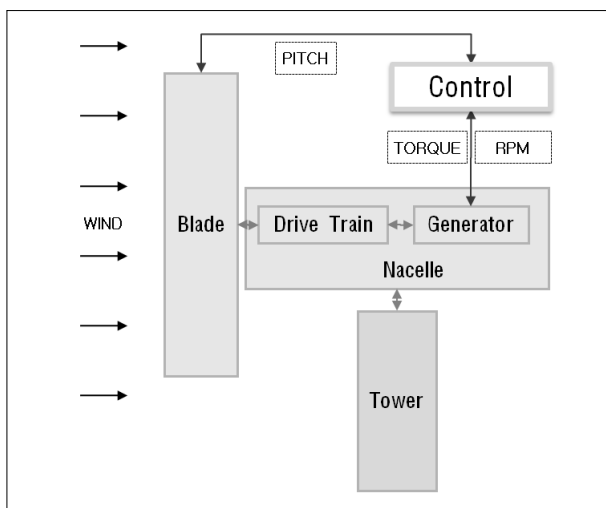 PITCH
Control
TORQUE
RPM
WIND
Blade
Drive Train
Generator
Nacelle
Tower